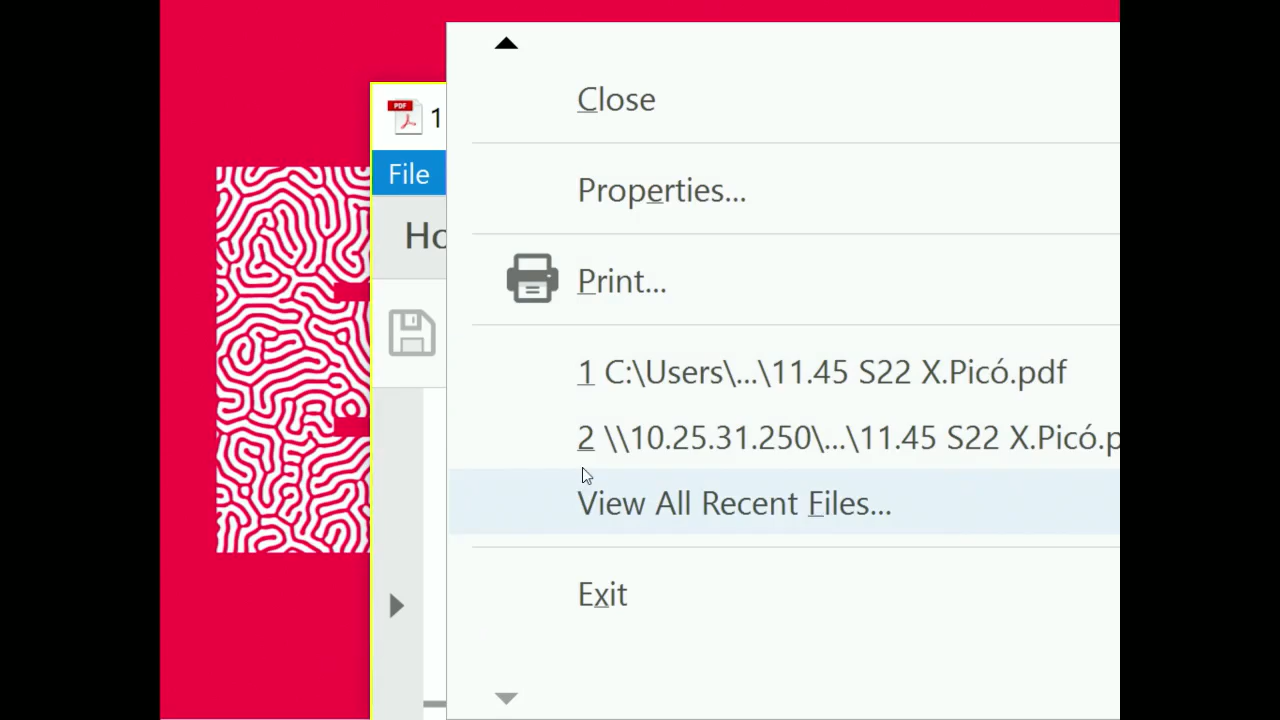 Close
PDF
1
Properties...
File
Ho
Print...
1 C:\Users\...\11.45 S22 X.Picó.pdf
2 \\10.25.31.250\...\11.45 S22 X.Picó.p
View All Recent Files...
Exit